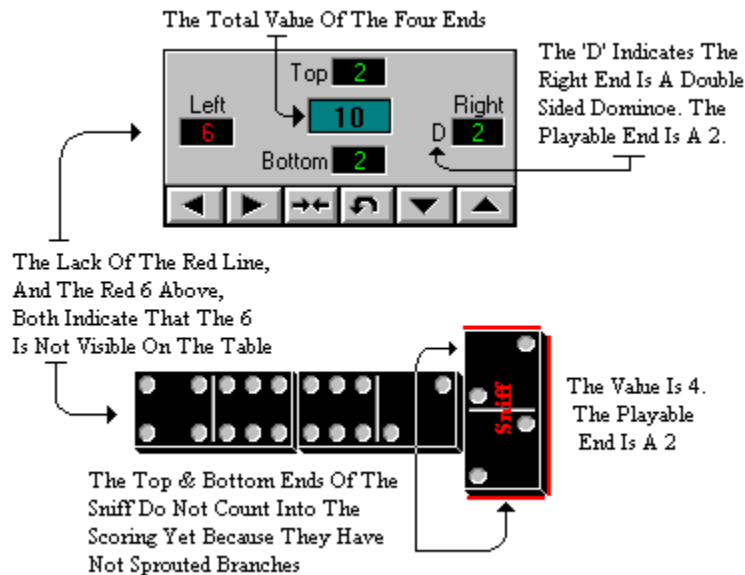 The Total Value Of The Four Ends
The 'D' Indicates The
Right End Is A Double
Sided Dominoe. The
Playable End Is A 2.
Top 2
Left
6
10
Right
D 2
Bottom 2
The Lack Of The Red Line,
And The Red 6 Above,
Both Indicate That The 6
Is Not Visible On The Table
Sniff
The Value Is 4.
The Playable
End Is A 2
The Top & Bottom Ends Of The
Sniff Do Not Count Into The
Scoring Yet Because They Have
Not Sprouted Branches